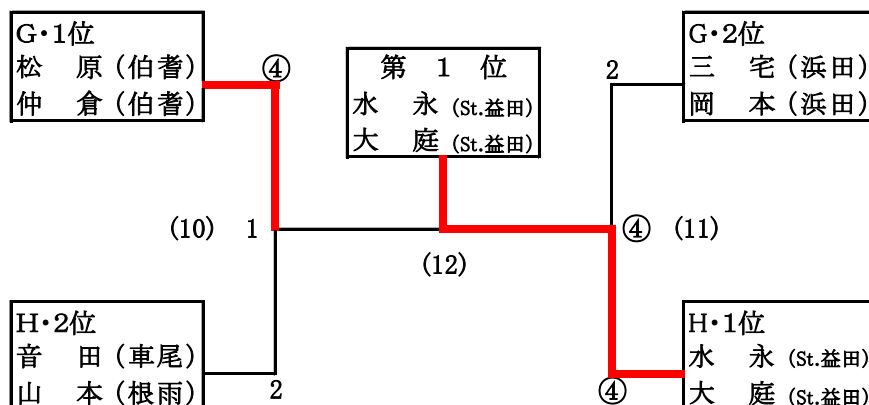 G・1位
松　原（伯耆）
仲　倉（伯耆）
④
第　1　位
水　永 (St.益田)
大　庭 (St.益田)
2
G・2位
三　宅（浜田）
岡　本（浜田）
(10)
1
(12)
④
(11)
H・2位
音　田（車尾）
山　本（根雨）
2
④
H・1位
水　永 (St.益田)
大　庭 (St.益田)